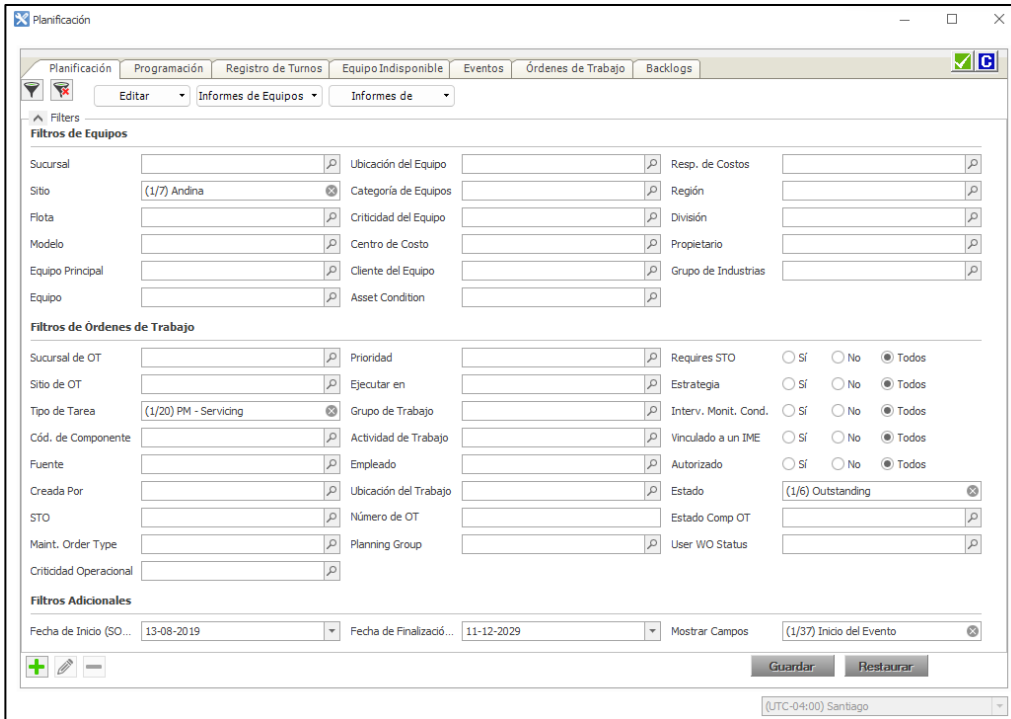 Planificación
Planificación Programación Registro de Turnos Equipo Indisponible Eventos Órdenes de Trabajo Backlogs
C
Editar Informes de Equipos Informes de
Filters
Filtros de Equipos
Sucursal Ubicación del Equipo Resp. de Costos
Sitio (1/7) Andina Categoría de Equipos Región
Flota Criticidad del Equipo División
Modelo Centro de Costo Propietario
Equipo Principal Cliente del Equipo Grupo de Industrias
Equipo Asset Condition
Filtros de Órdenes de Trabajo
Sucursal de OT Prioridad Requires STO Sí No Todos
Sitio de OT Ejecutar en Estrategia Sí No Todos
Tipo de Tarea (1/20) PM - Servicing Grupo de Trabajo Interv. Monit. Cond. Sí No Todos
Cód. de Componente Actividad de Trabajo Vinculado a un IME Sí No Todos
Fuente Empleado Autorizado Sí No Todos
Creada Por Ubicación del Trabajo Estado (1/6) Outstanding
STO Número de OT Estado Comp OT
Maint. Order Type Planning Group User WO Status
Criticidad Operacional
Filtros Adicionales
Fecha de Inicio (SO... 13-08-2019 Fecha de Finalizació... 11-12-2029 Mostrar Campos (1/37) Inicio del Evento
Guardar Restaurar
(UTC-04:00) Santiago